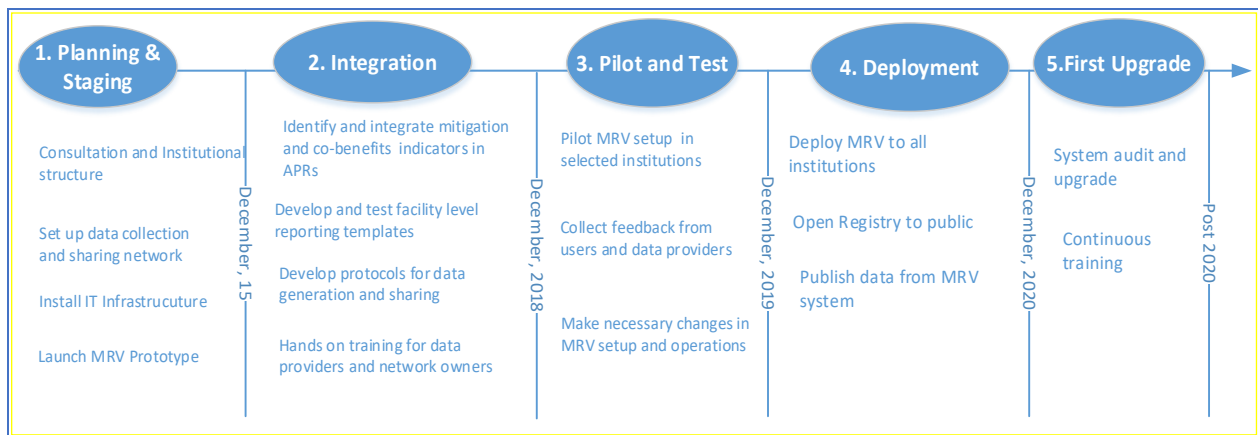 1. Planning &
Staging
Consultation and Institutional
structure
Set up data collection
and sharing network
Install IT Infrastrucuture
Launch MRV Prototype
December, 15
2. Integration
Identify and integrate mitigation
and co-benefits indicators in
APRs
Develop and test facility level
reporting templates
Develop protocols for data
generation and sharing
Hands on training for data
providers and network owners
December, 2018
3. Pilot and Test
Pilot MRV setup in
selected institutions
Collect feedback from
users and data providers
Make necessary changes in
MRV setup and operations
December, 2019
4. Deployment
Deploy MRV to all
institutions
Open Registry to public
Publish data from MRV
system
December, 2020
5.First Upgrade
System audit and
upgrade
Continuous
training
Post 2020